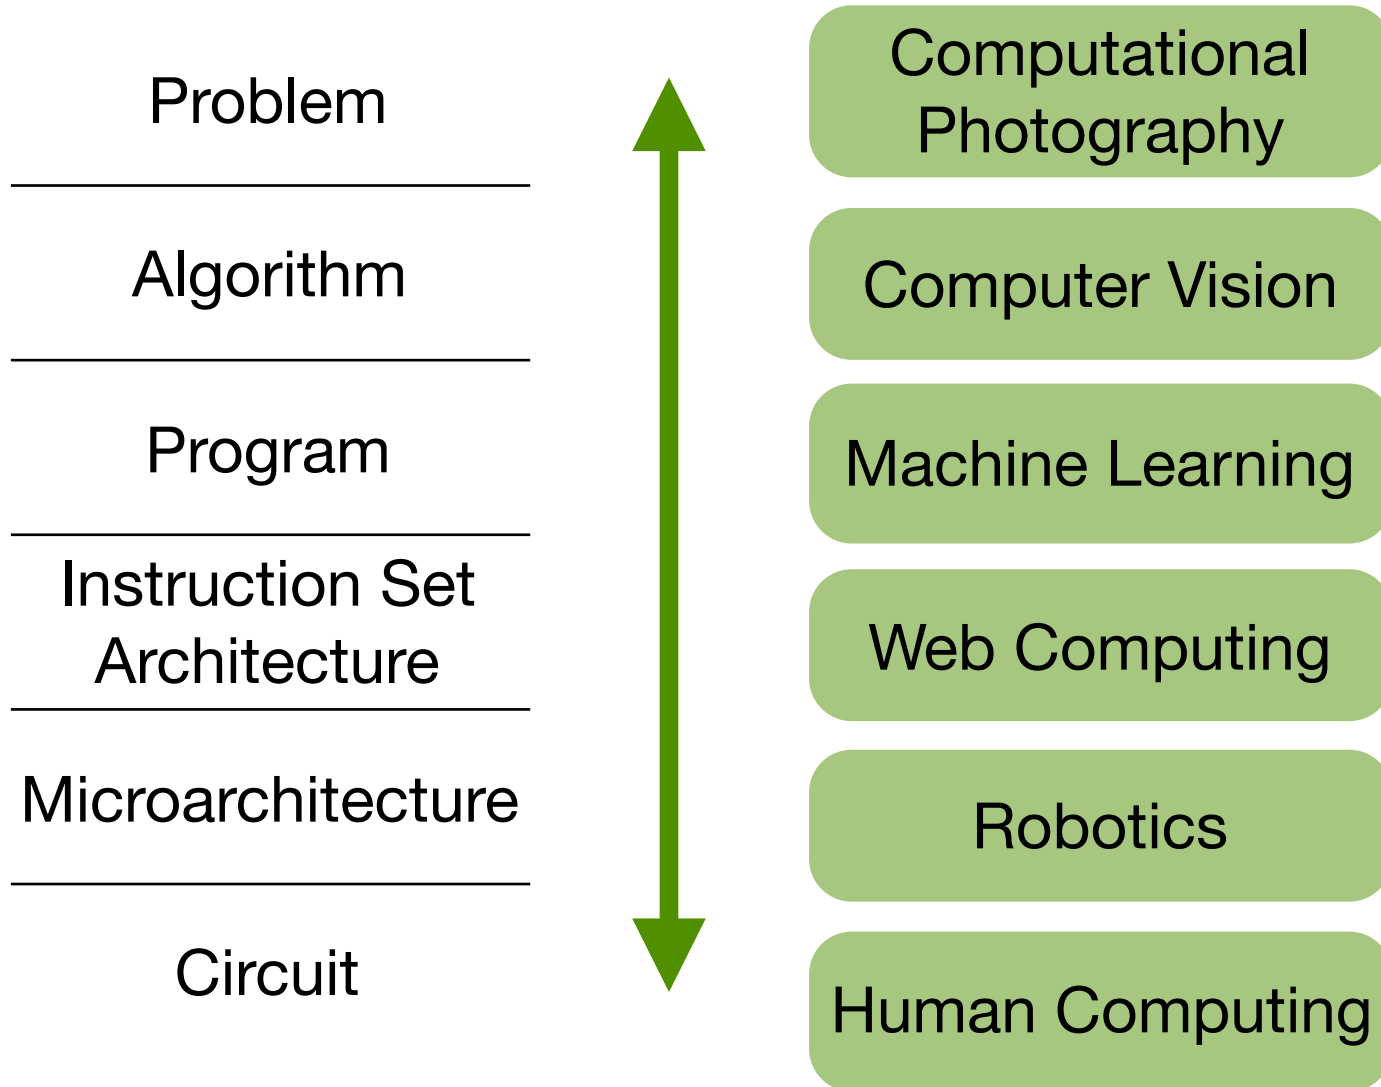 Problem
Algorithm
Program
Instruction Set
Architecture
Microarchitecture
Circuit
Computational
Photography
Computer Vision
Machine Learning
Web Computing
Robotics
Human Computing